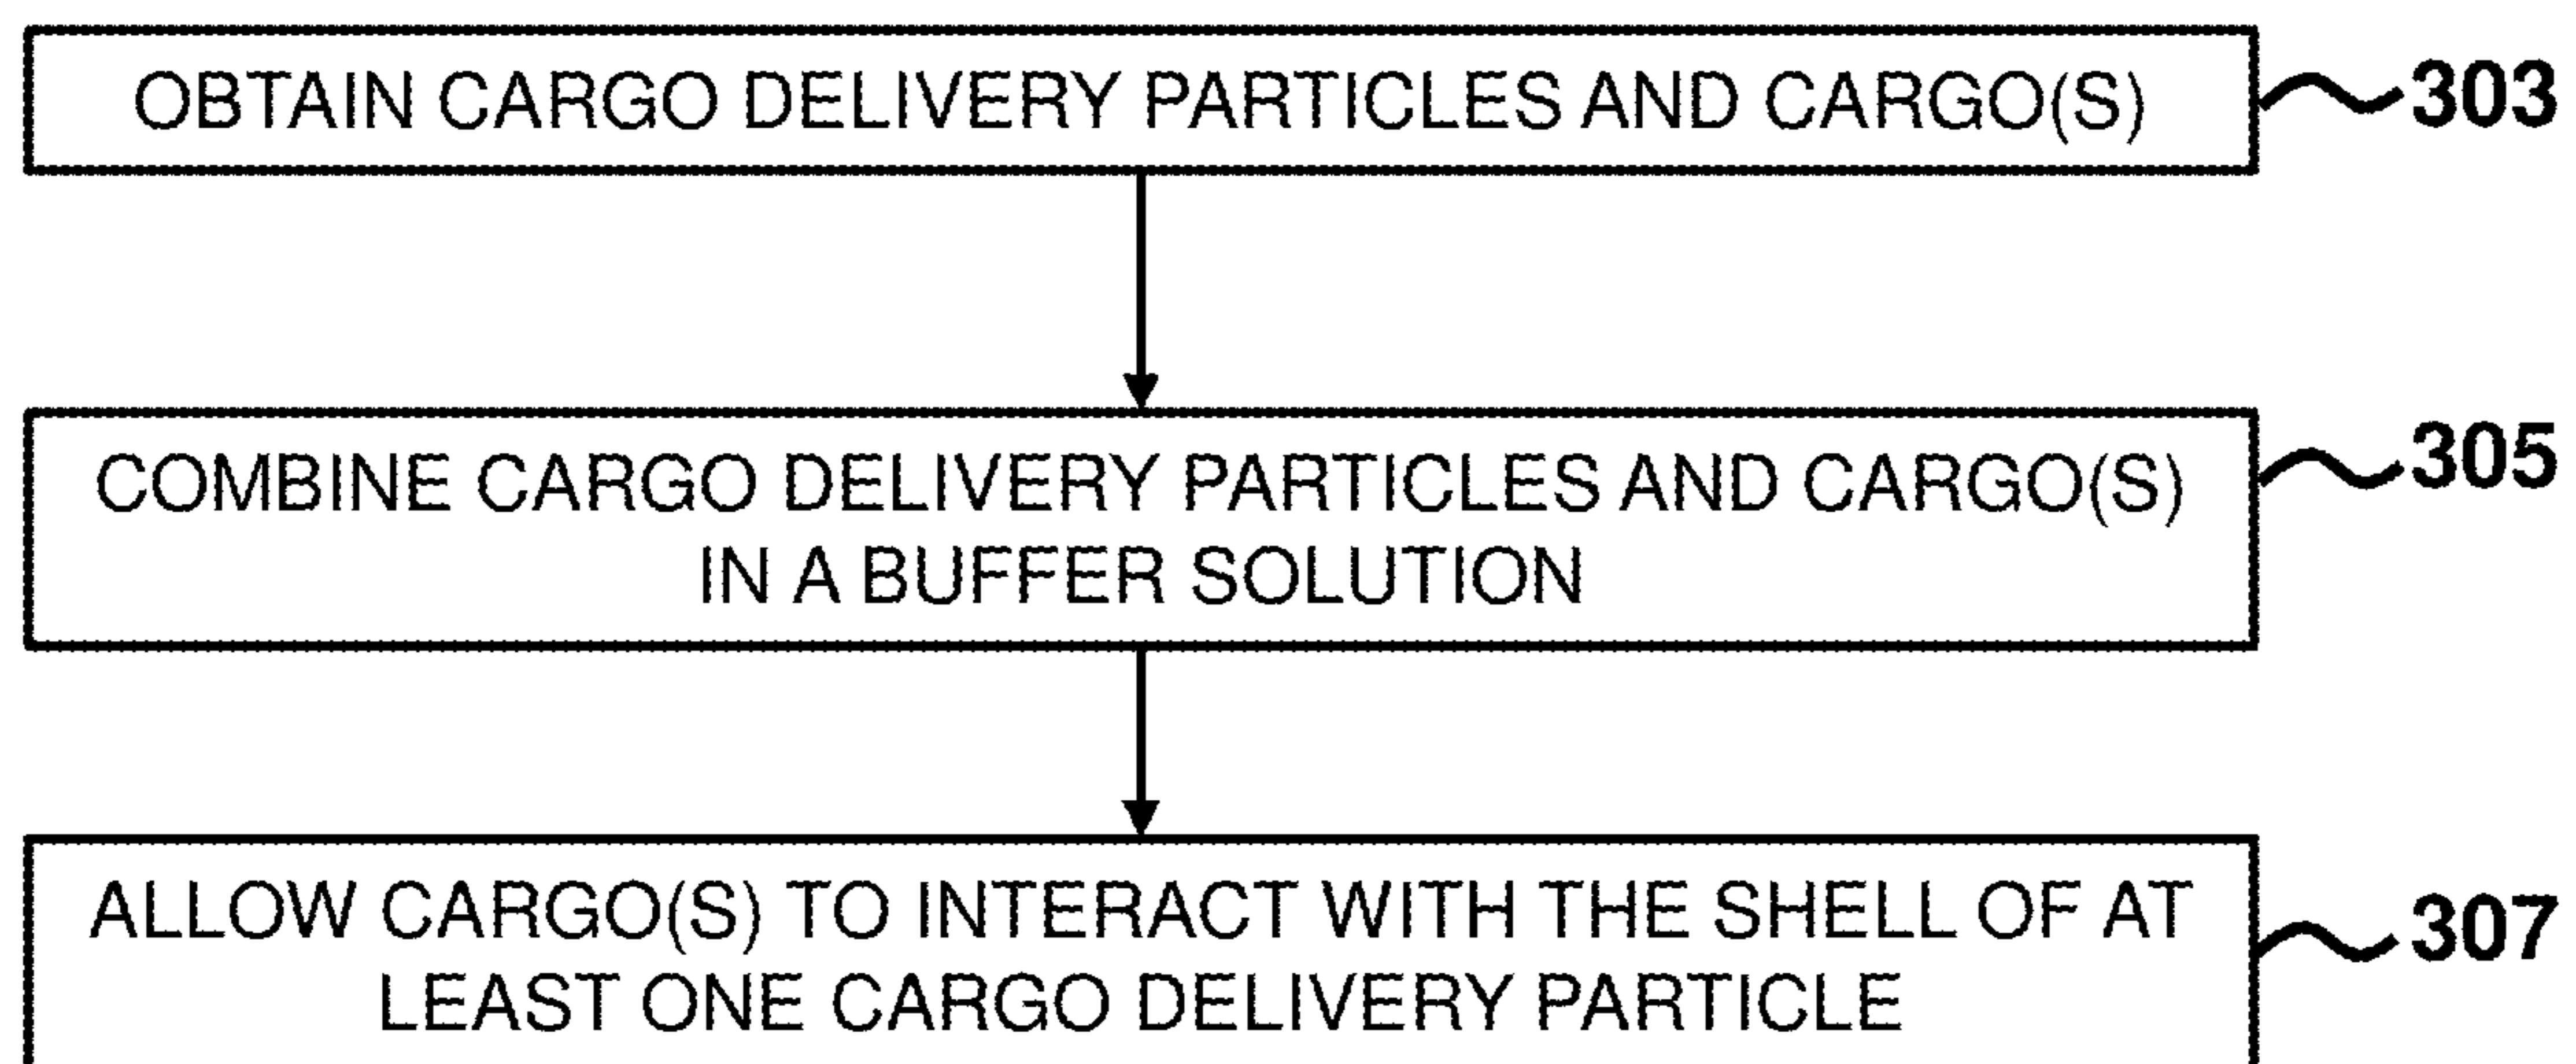 OBTAIN CARGO DELIVERY PARTICLES AND CARGO(S)
303
COMBINE CARGO DELIVERY PARTICLES AND CARGO(S)
IN A BUFFER SOLUTION
305
ALLOW CARGO(S) TO INTERACT WITH THE SHELL OF AT
LEAST ONE CARGO DELIVERY PARTICLE
307